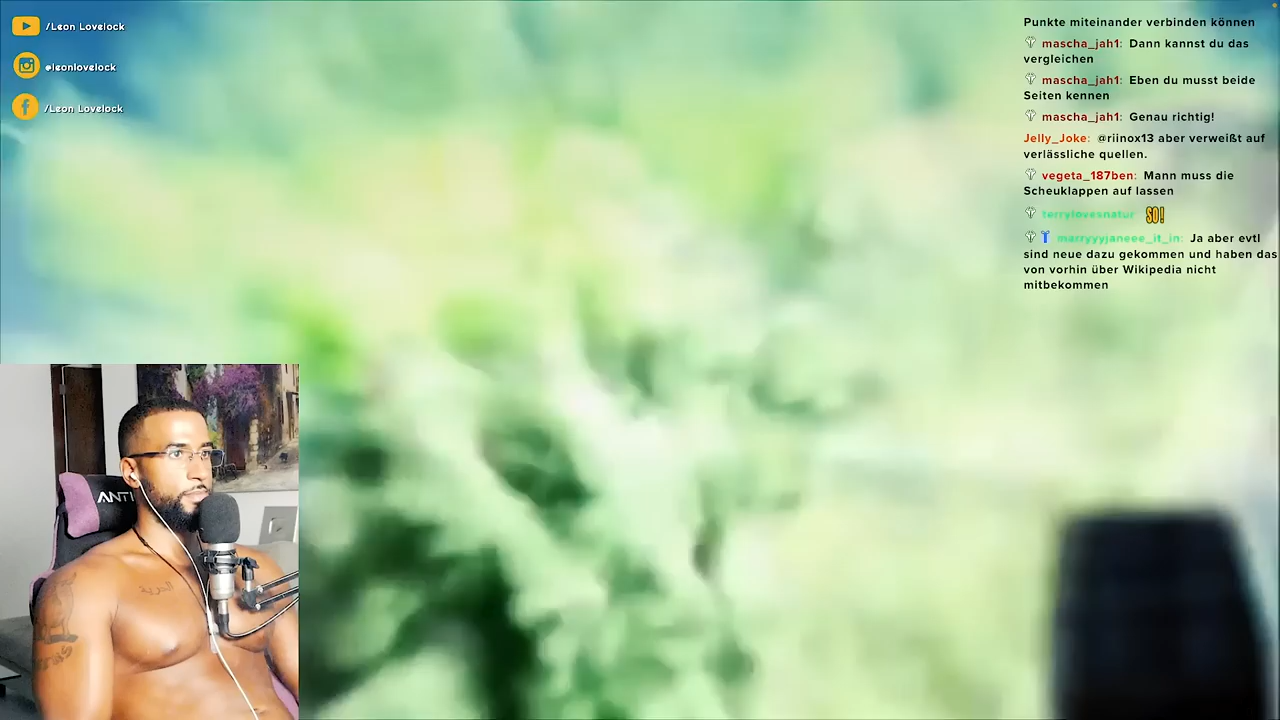 /Leon Lovelock
@leonlovelock
/Leon Lovelock
Punkte miteinander verbinden können
mascha_jah1: Dann kannst du das
vergleichen
mascha_jah1: Eben du musst beide
Seiten kennen
mascha_jah1: Genau richtig!
Jelly_Joke: @riinox13 aber verweißt auf
verlässliche quellen.
vegeta_187ben: Mann muss die
Scheuklappen auf lassen
terrylovesnatur SO!
marryyyjaneee_it_in: Ja aber evtl
sind neue dazu gekommen und haben das
von vorhin über Wikipedia nicht
mitbekommen
ANTI